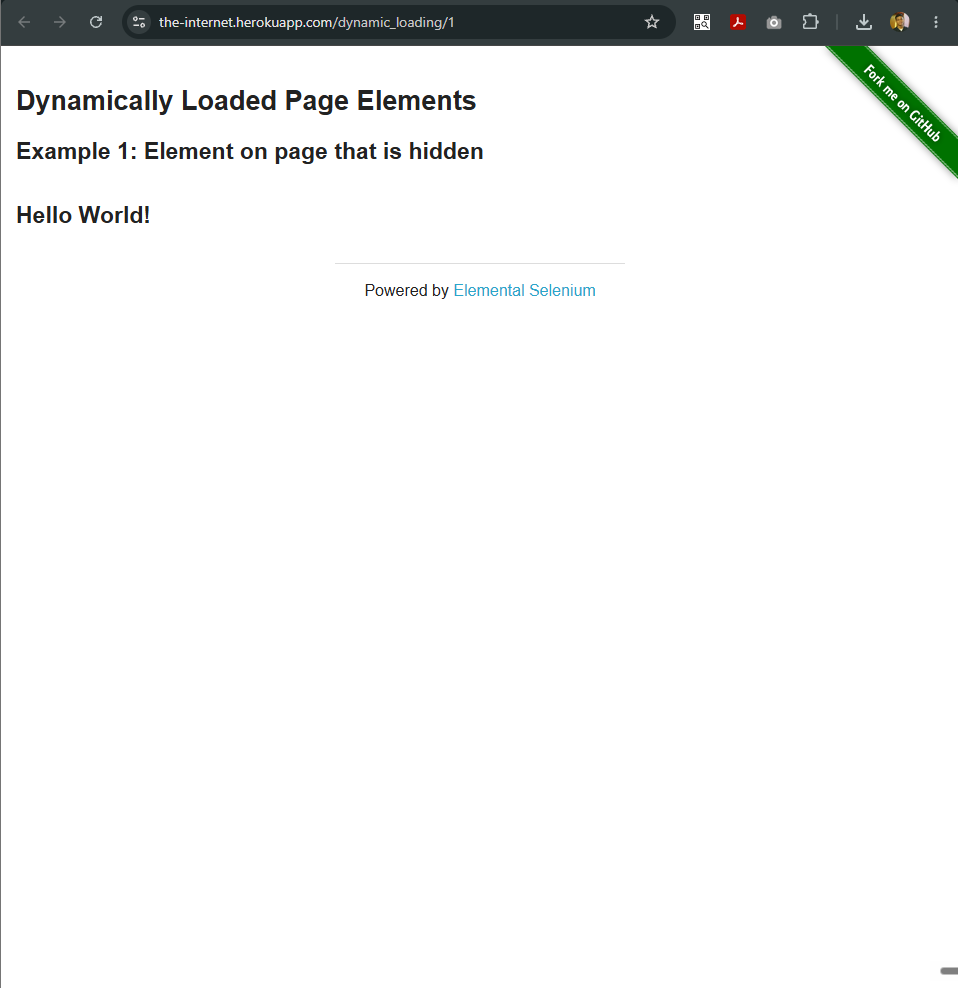 the-internet.herokuapp.com/dynamic_loading/1
Fork me on GitHub
Dynamically Loaded Page Elements
Example 1: Element on page that is hidden
Hello World!
Powered by Elemental Selenium